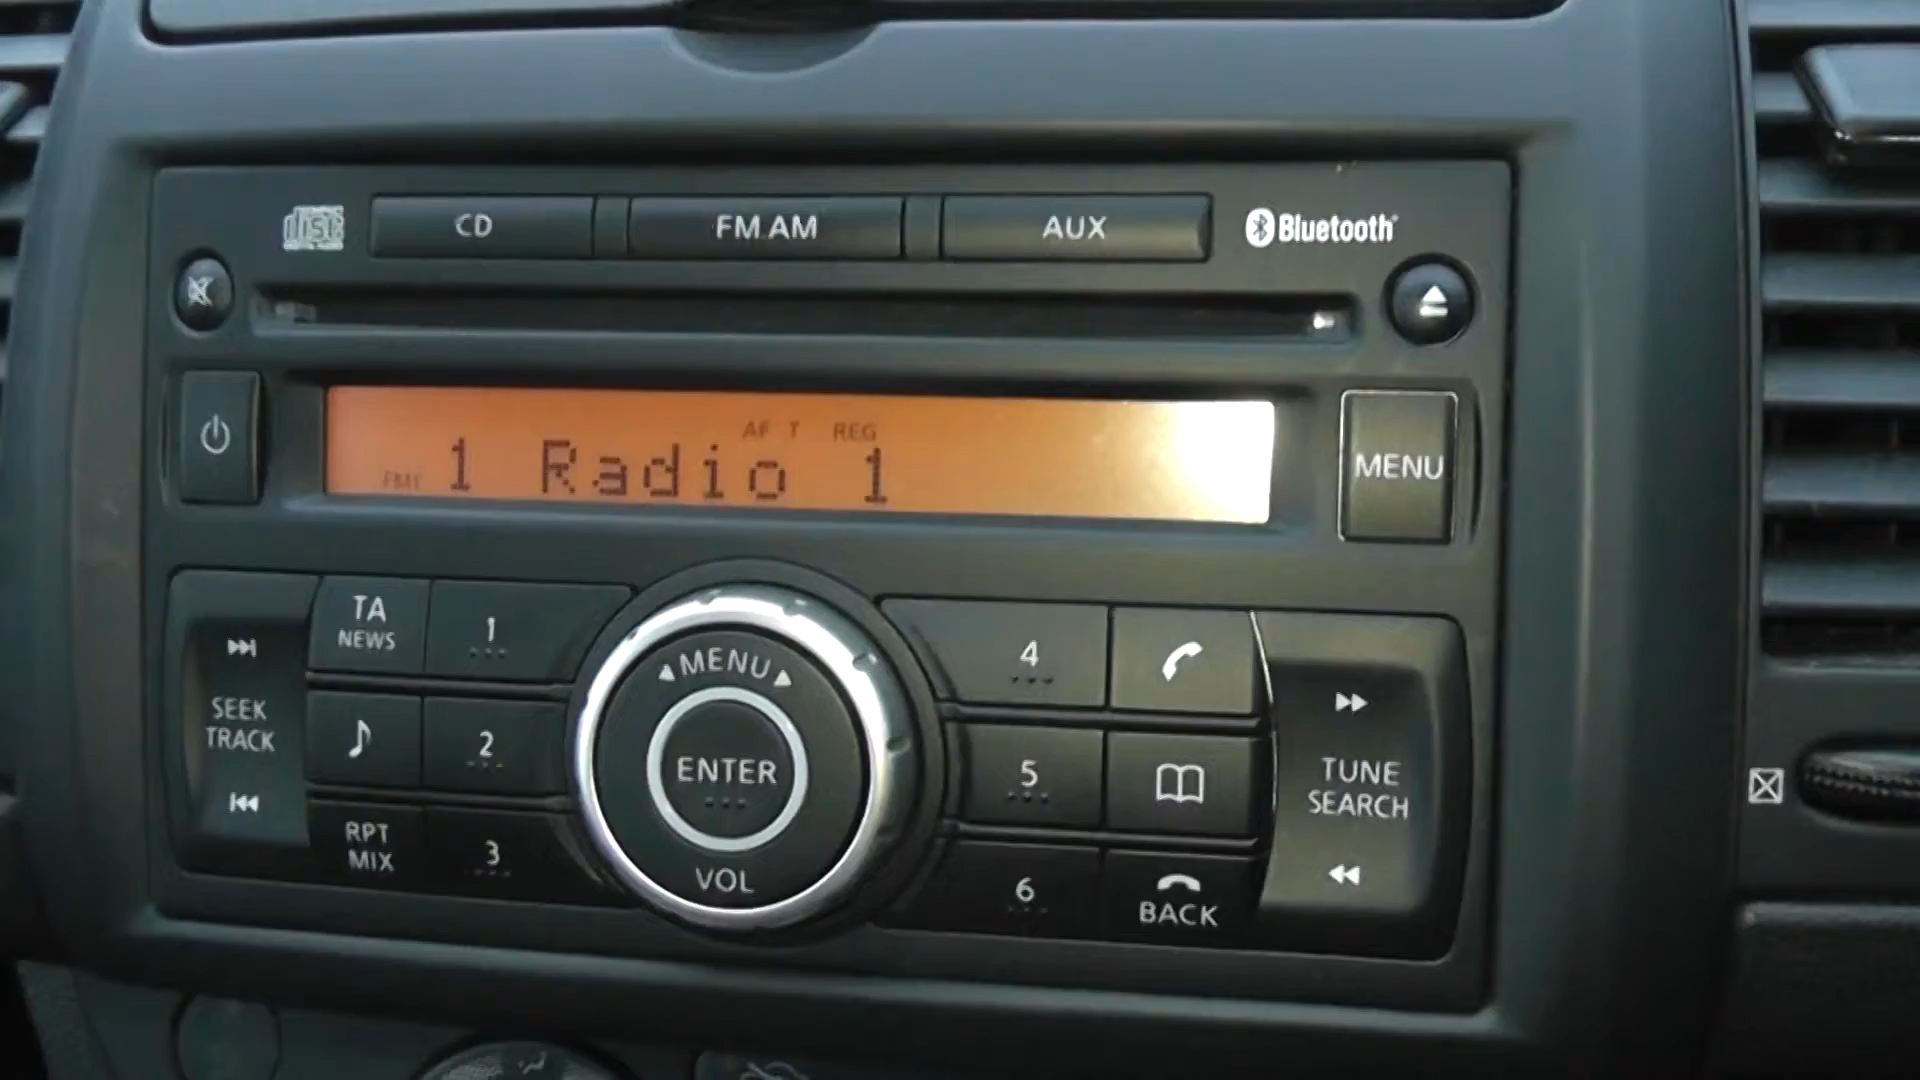 disc
CD
FM AM
AUX
Bluetooth
AF T REG
1 Radio 1
MENU
TA
NEWS
1
SEEK
TRACK
2
RPT
MIX
3
MENU
ENTER
VOL
4
5
6
BACK
TUNE
SEARCH